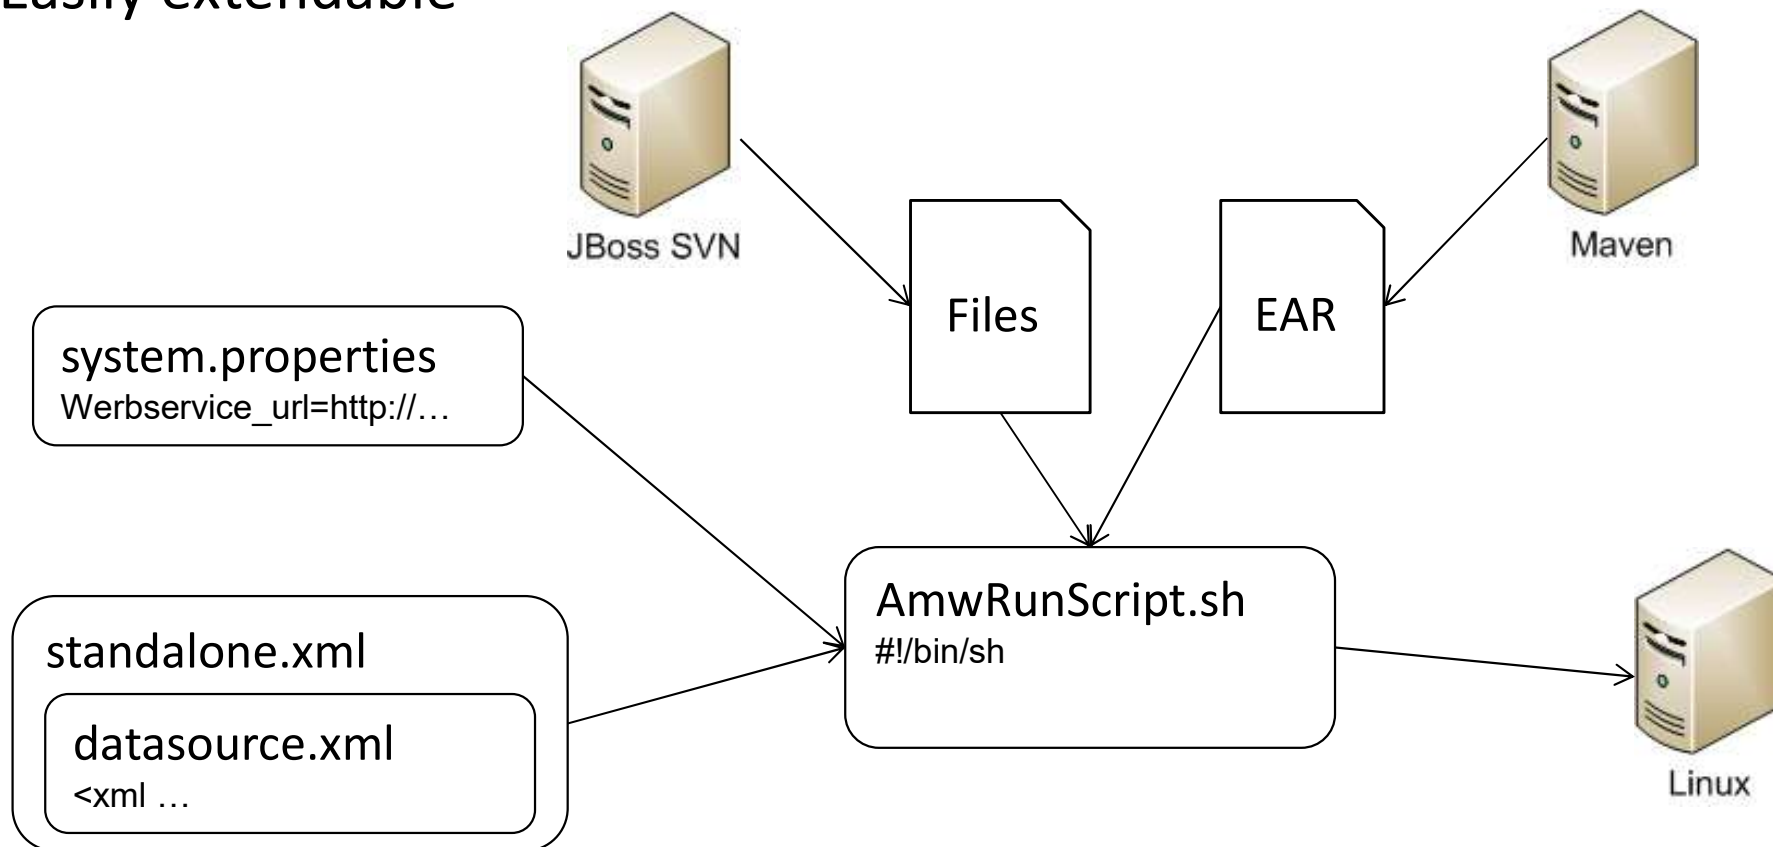 Easily extendable
JBoss SVN
Maven
Files
EAR
system.properties
Werbservice_url=http://…
AmwRunScript.sh
#!/bin/sh
standalone.xml
datasource.xml
<xml …
Linux